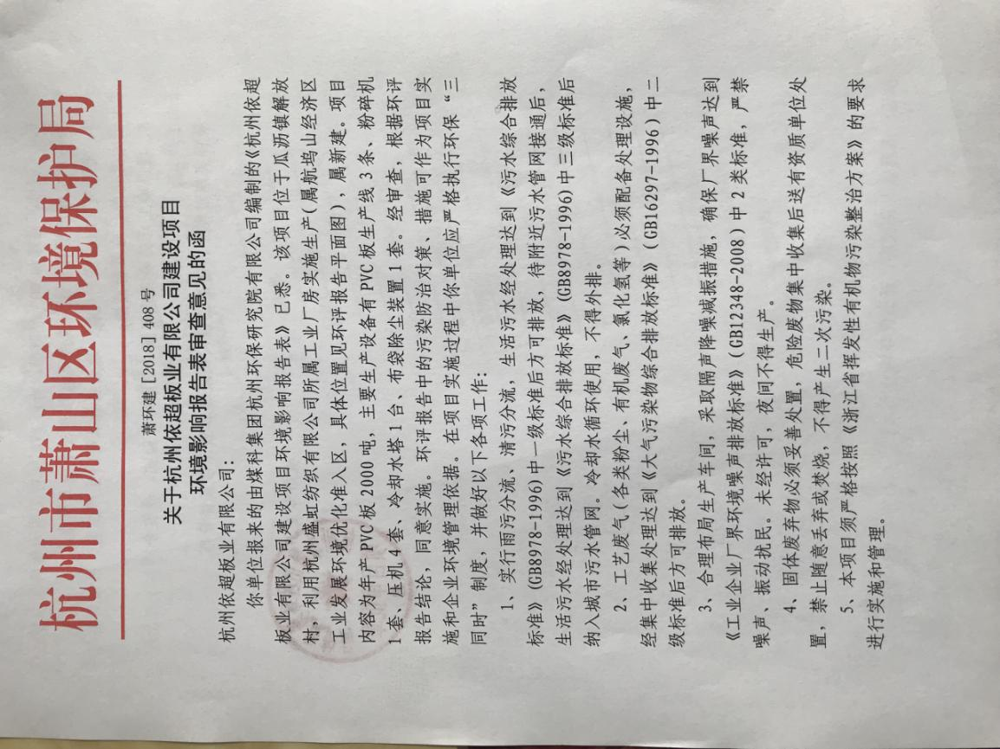 杭州市萧山区环境保护局
萧环建［2018］408 号
关于杭州依超板业有限公司建设项目
环境影响报告表审查意见的函
杭州依超板业有限公司：
你单位报来的由煤科集团杭州环保研究院有限公司编制的《杭州依超
板业有限公司建设项目环境影响报告表》已悉。该项目位于瓜沥镇解放
村，利用杭州盛虹纺织有限公司所属工业厂房实施生产（属航坞山经济区
工业发展环境优化准入区，具体位置见环评报告平面图），属新建。项目
内容为年产 PVC 板 2000 吨，主要生产设备有 PVC 板生产线 3 条、粉碎机
1 套、压机 4 套、冷却水塔 1 台、布袋除尘装置 1 套。经审查，根据环评
报告结论，同意实施。环评报告中的污染防治对策、措施可作为项目实
施和企业环境管理依据。在项目实施过程中你单位应严格执行环保“三
同时”制度，并做好以下各项工作：
1、实行雨污分流、清污分流，生活污水经处理达到《污水综合排放
标准》(GB8978-1996)中一级标准后方可排放，待附近污水管网接通后，
生活污水经处理达到《污水综合排放标准》(GB8978-1996)中三级标准后
纳入城市污水管网。冷却水循环使用，不得外排。
2、工艺废气（各类粉尘、有机废气、氯化氢等）必须配备处理设施，
经集中收集处理达到《大气污染物综合排放标准》（GB16297-1996）中二
级标准后方可排放。
3、合理布局生产车间，采取隔声降噪减振措施，确保厂界噪声达到
《工业企业厂界环境噪声排放标准》（GB12348-2008）中 2 类标准，严禁
噪声、振动扰民。未经许可，夜间不得生产。
4、固体废弃物必须妥善处置，危险废物集中收集后送有资质单位处
置，禁止随意丢弃或焚烧，不得产生二次污染。
5、本项目须严格按照《浙江省挥发性有机物污染整治方案》的要求
进行实施和管理。